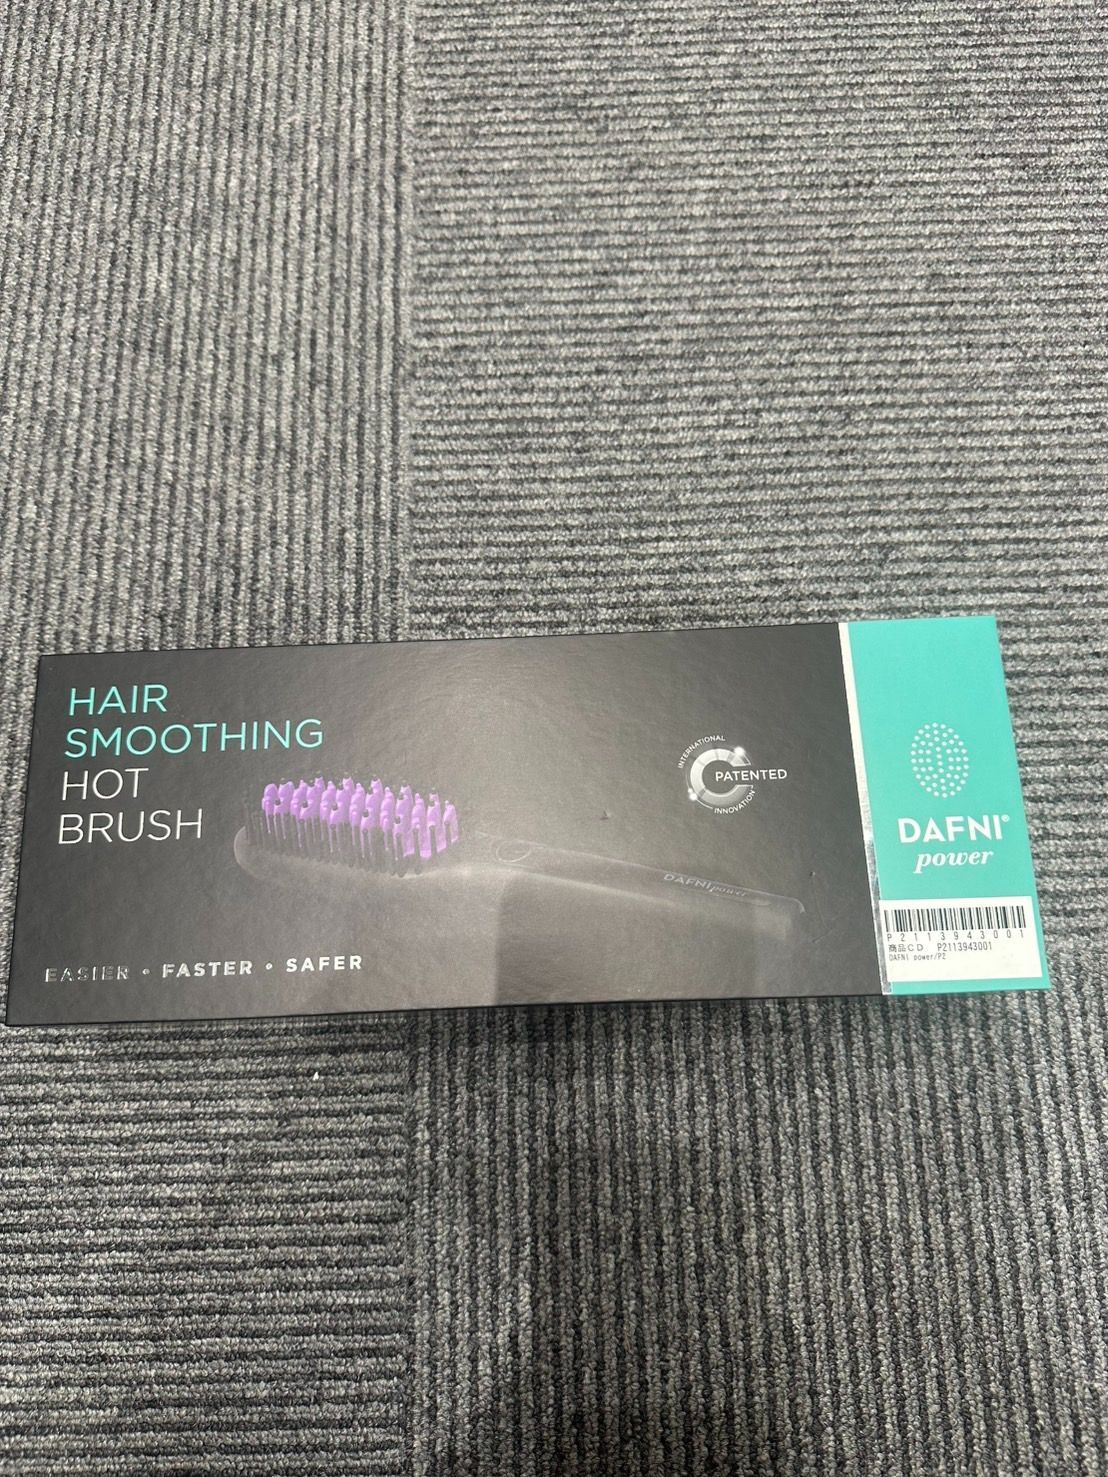 HAIR
SMOOTHING
HOT
BRUSH
EASIER • FASTER • SAFER
INTERNATIONAL
PATENTED
INNOVATION
DAFNI power
DAFNI®
power
P2113943001
商品CD P2113943001
DAFNI power/P2